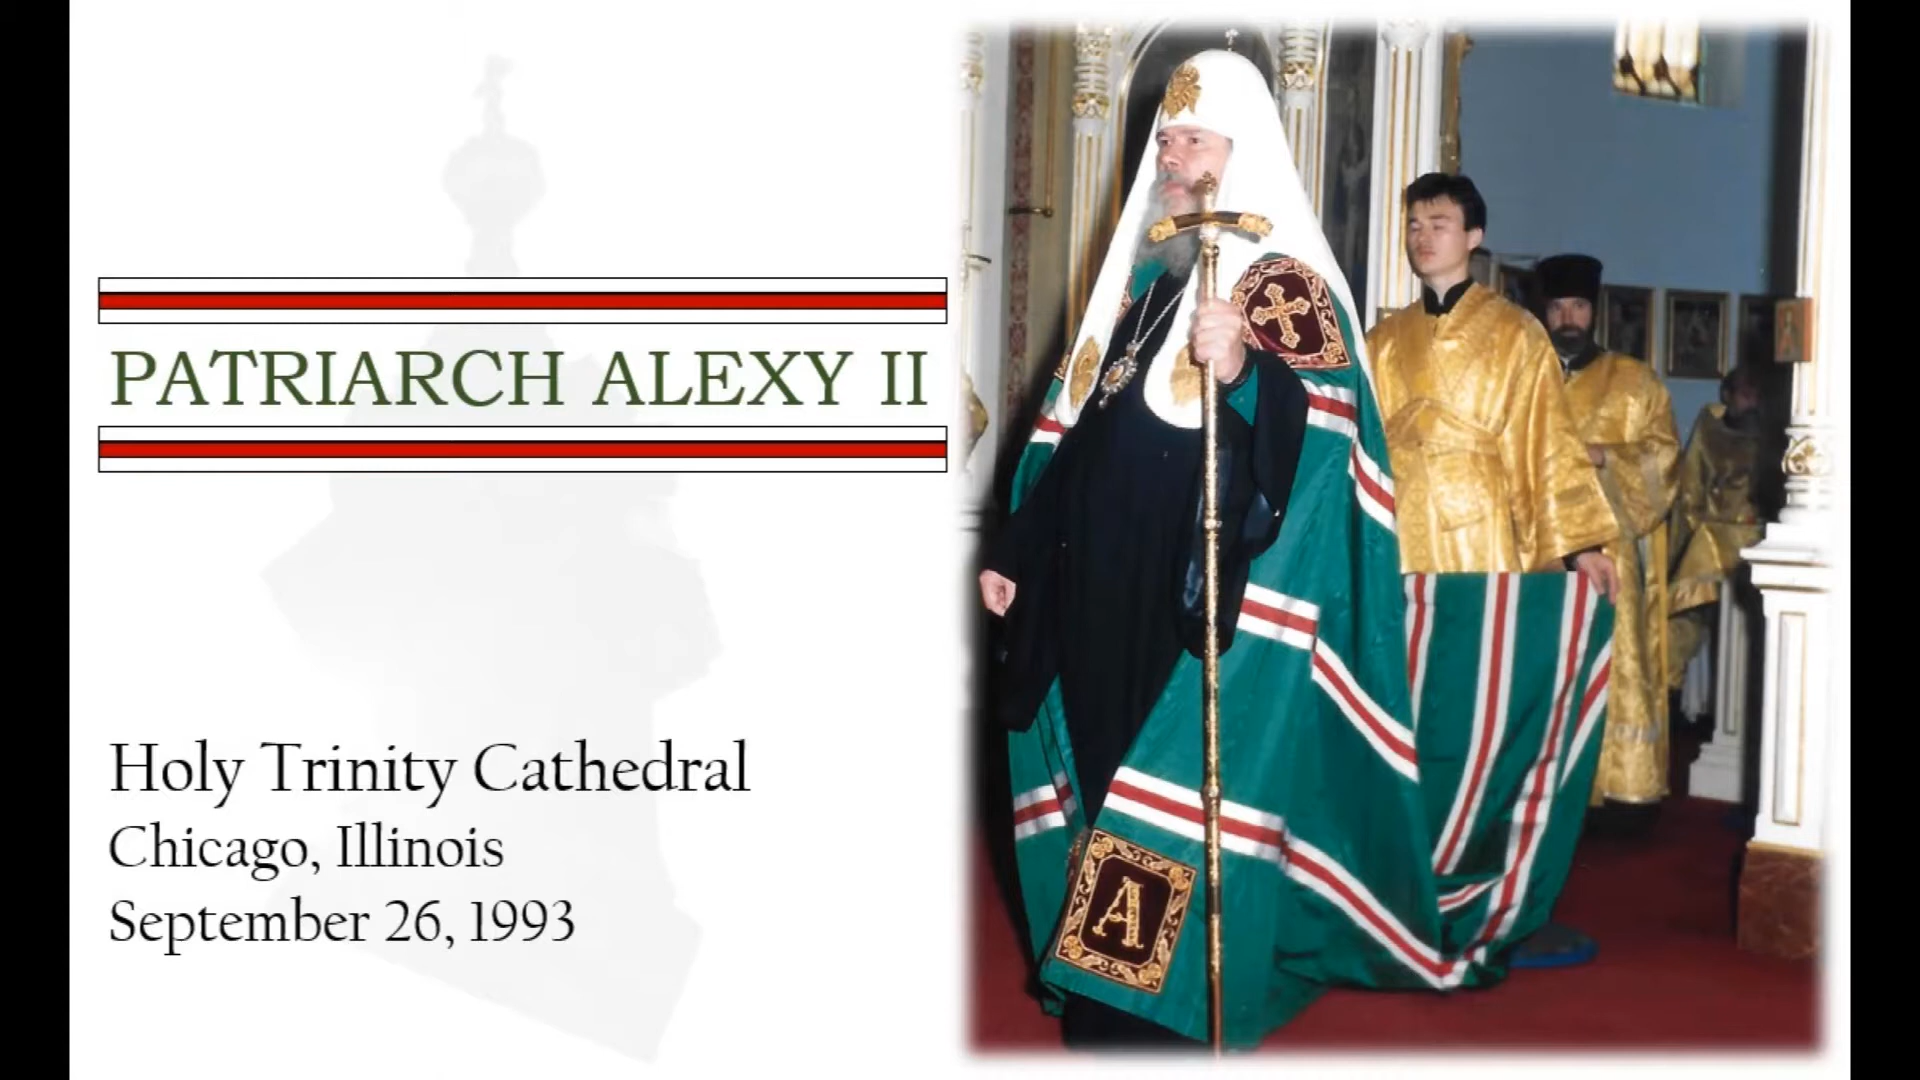 PATRIARCH ALEXY II
Holy Trinity Cathedral
Chicago, Illinois
September 26, 1993
A